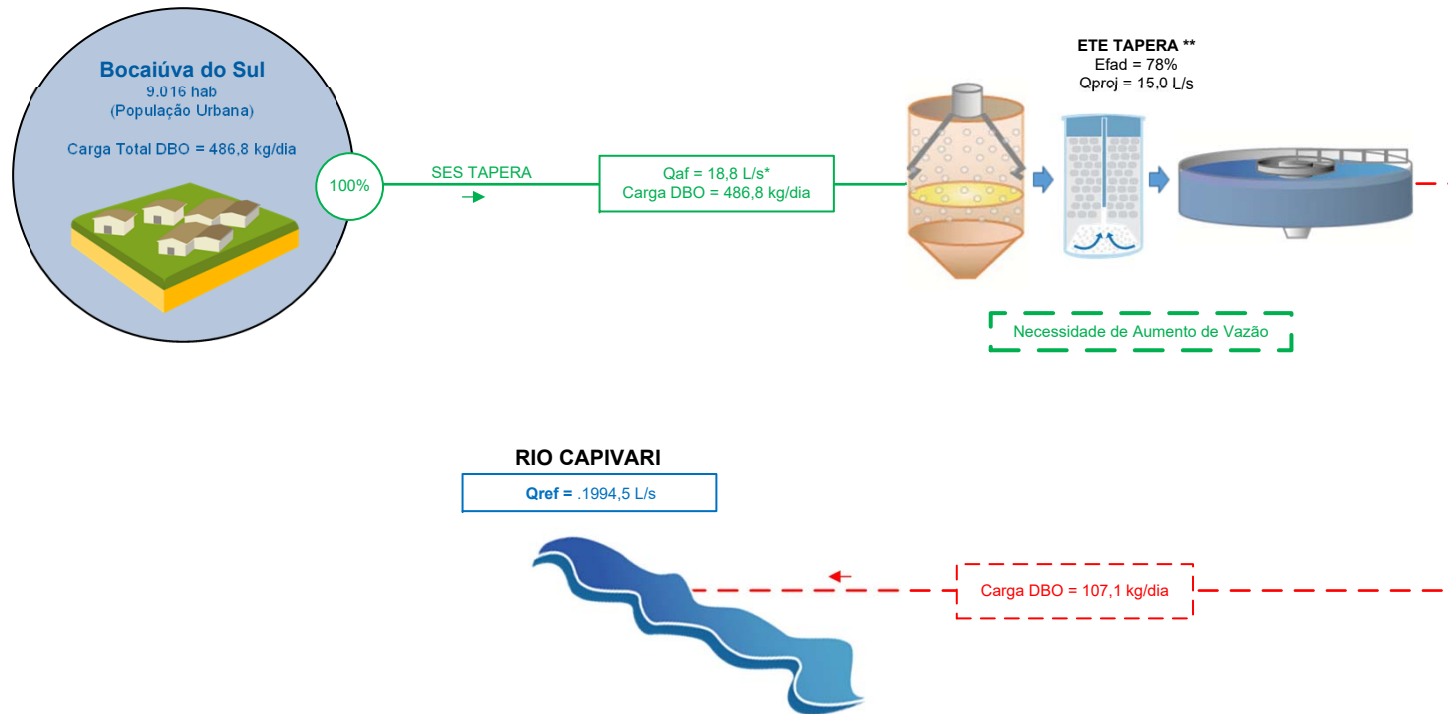 Bocaiúva do Sul
9.016 hab
(População Urbana)
Carga Total DBO = 486,8 kg/dia
100%
SES TAPERA
Qaf = 18,8 L/s*
Carga DBO = 486,8 kg/dia
ETE TAPERA **
Efad = 78%
Qproj = 15,0 L/s
Necessidade de Aumento de Vazão
RIO CAPIVARI
Qref = .1994,5 L/s
Carga DBO = 107,1 kg/dia